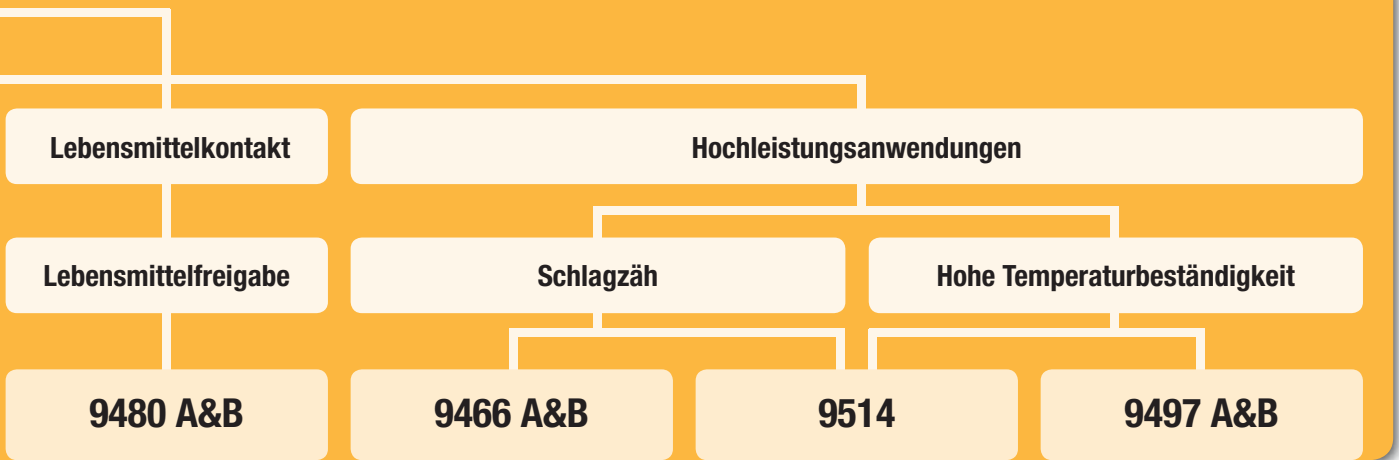 Lebensmittelkontakt
Hochleistungsanwendungen
Lebensmittelfreigabe
Schlagzäh
Hohe Temperaturbeständigkeit
9480 A&B
9466 A&B
9514
9497 A&B